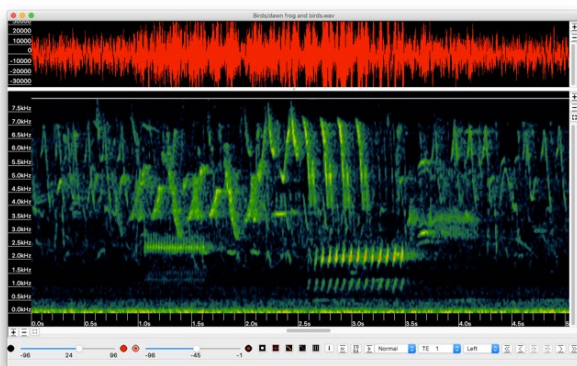 Birds/dawn frog and birds.wav
30000
20000
10000
0
-10000
-20000
-30000
7.5kHz
7.0kHz
6.5kHz
6.0kHz
5.5kHz
5.0kHz
4.5kHz
4.0kHz
3.5kHz
3.0kHz
2.5kHz
2.0kHz
1.5kHz
1.0kHz
0.5kHz
0.0kHz
0.0s 0.5s 1.0s 1.5s 2.0s 2.5s 3.0s 3.5s 4.0s 4.5s
Normal TE 1 Left
-96 24 96 -96 -45 -1